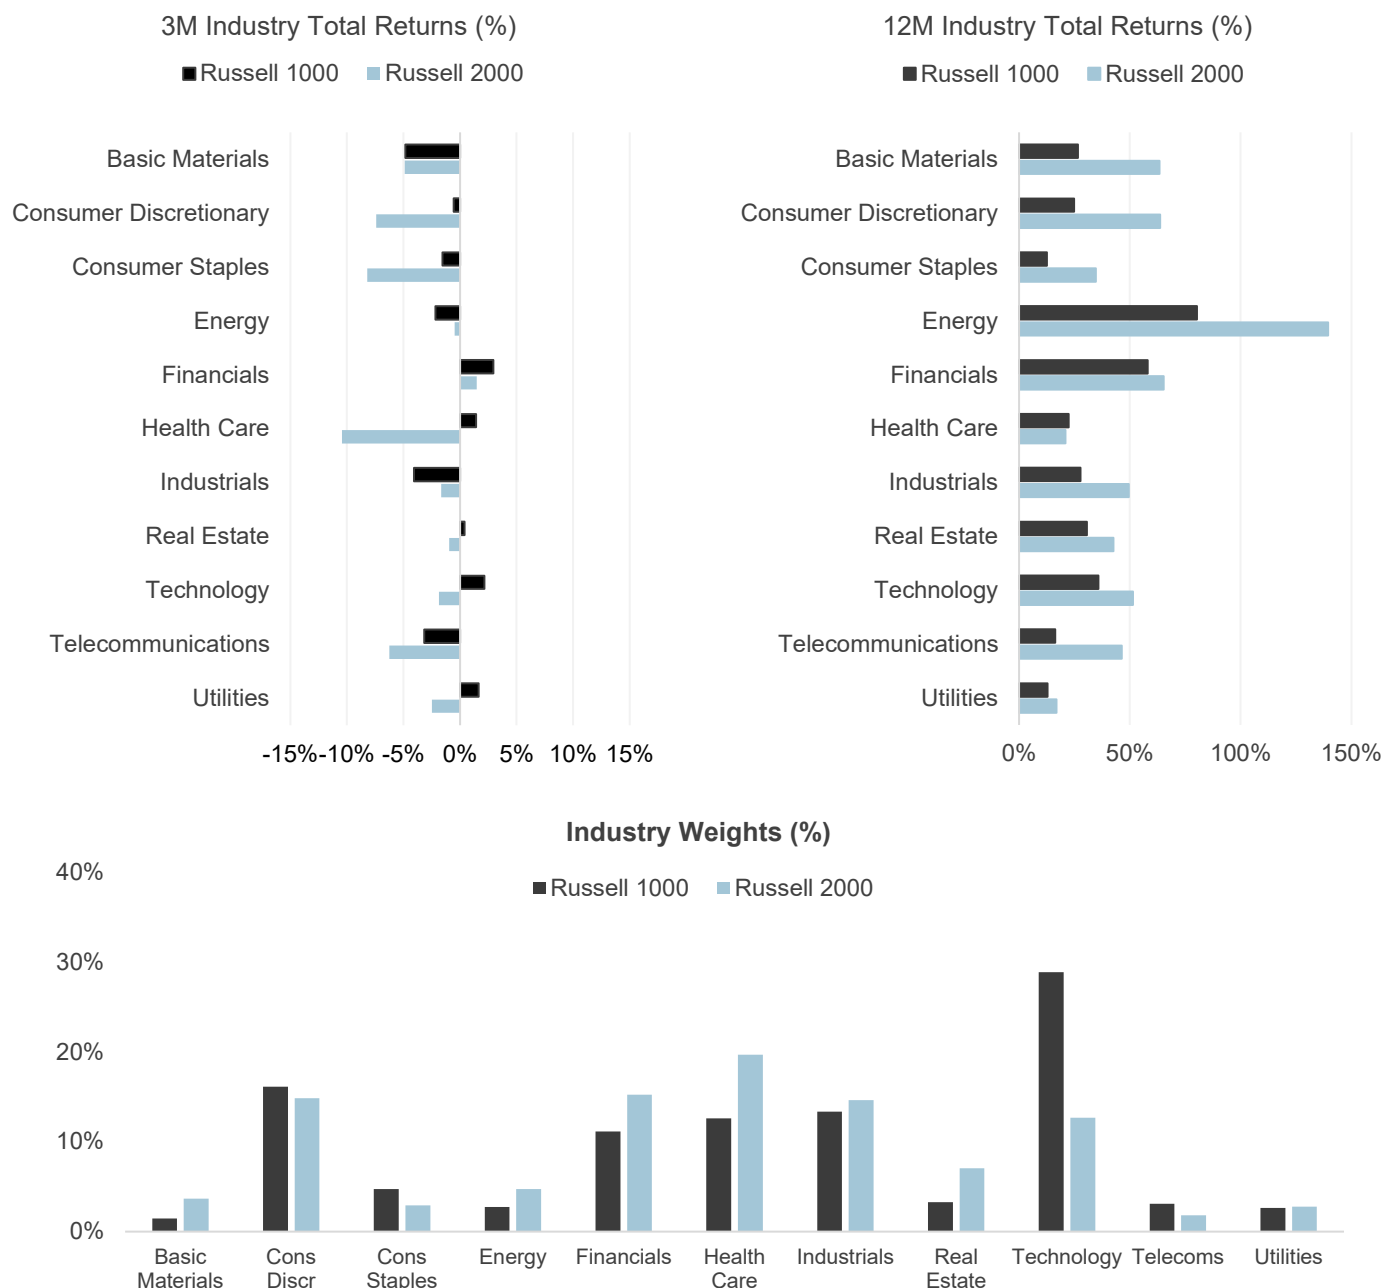 3M Industry Total Returns (%)
Russell 1000 Russell 2000
Basic Materials
Consumer Discretionary
Consumer Staples
Energy
Financials
Health Care
Industrials
Real Estate
Technology
Telecommunications
Utilities
-15% -10% -5% 0% 5% 10% 15%
12M Industry Total Returns (%)
Russell 1000 Russell 2000
Basic Materials
Consumer Discretionary
Consumer Staples
Energy
Financials
Health Care
Industrials
Real Estate
Technology
Telecommunications
Utilities
0% 50% 100% 150%
Industry Weights (%)
Russell 1000 Russell 2000
40%
30%
20%
10%
0%
Basic Materials
Cons Discr
Cons Staples
Energy
Financials
Health Care
Industrials
Real Estate
Technology
Telecoms
Utilities